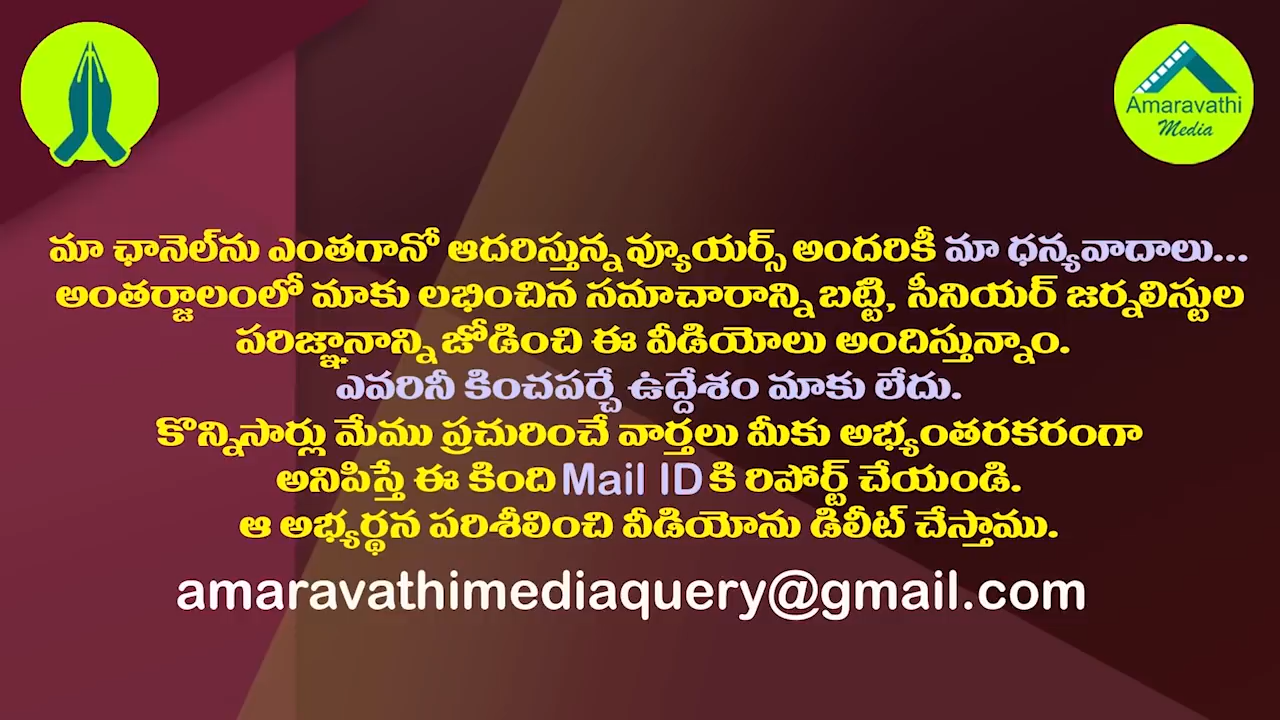 Amaravathi
Media
మా ఛానెల్‌ను ఎంతగానో ఆదరిస్తున్న వ్యూయర్స్ అందరికీ మా ధన్యవాదాలు...
అంతర్జాలంలో మాకు లభించిన సమాచారాన్ని బట్టి, సీనియర్ జర్నలిస్టుల
పరిజ్ఞానాన్ని జోడించి ఈ వీడియోలు అందిస్తున్నాం.
ఎవరినీ కించపర్చే ఉద్దేశం మాకు లేదు.
కొన్నిసార్లు మేము ప్రచురించే వార్తలు మీకు అభ్యంతరకరంగా
అనిపిస్తే ఈ కింది Mail ID కి రిపోర్ట్ చేయండి.
ఆ అభ్యర్థన పరిశీలించి వీడియోను డిలీట్ చేస్తాము.
amaravathimediaquery@gmail.com